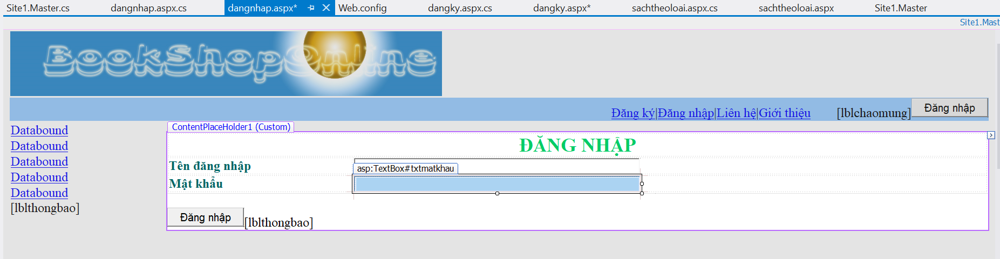 Site1.Master.cs dangnhap.aspx.cs dangnhap.aspx* Web.config dangky.aspx.cs dangky.aspx* sachtheoloai.aspx.cs sachtheoloai.aspx Site1.Master
Site1.Mast
BookShopOnline
Đăng ký|Đăng nhập|Liên hệ|Giới thiệu [lblchaomung] Đăng nhập
Databound
Databound
Databound
Databound
Databound
[lblthongbao]
ContentPlaceHolder1 (Custom)
ĐĂNG NHẬP
Tên đăng nhập
asp:TextBox#txtmatkhau
Mật khẩu
Đăng nhập [lblthongbao]